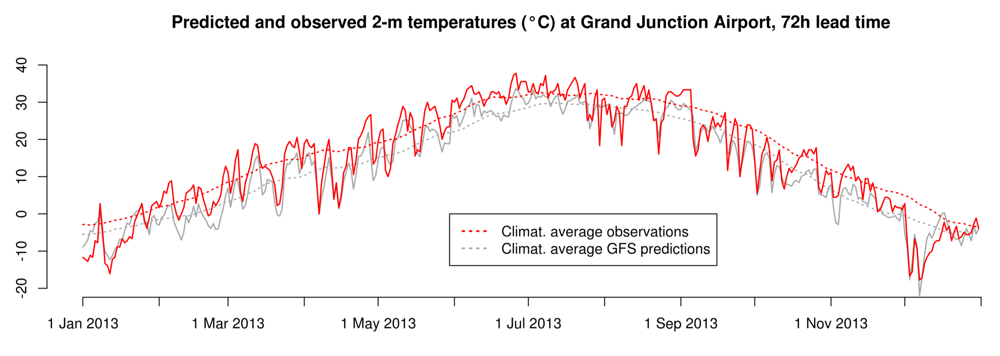 Predicted and observed 2-m temperatures (°C) at Grand Junction Airport, 72h lead time
40
30
20
10
0
-10
-20
Climat. average observations
Climat. average GFS predictions
1 Jan 2013
1 Mar 2013
1 May 2013
1 Jul 2013
1 Sep 2013
1 Nov 2013